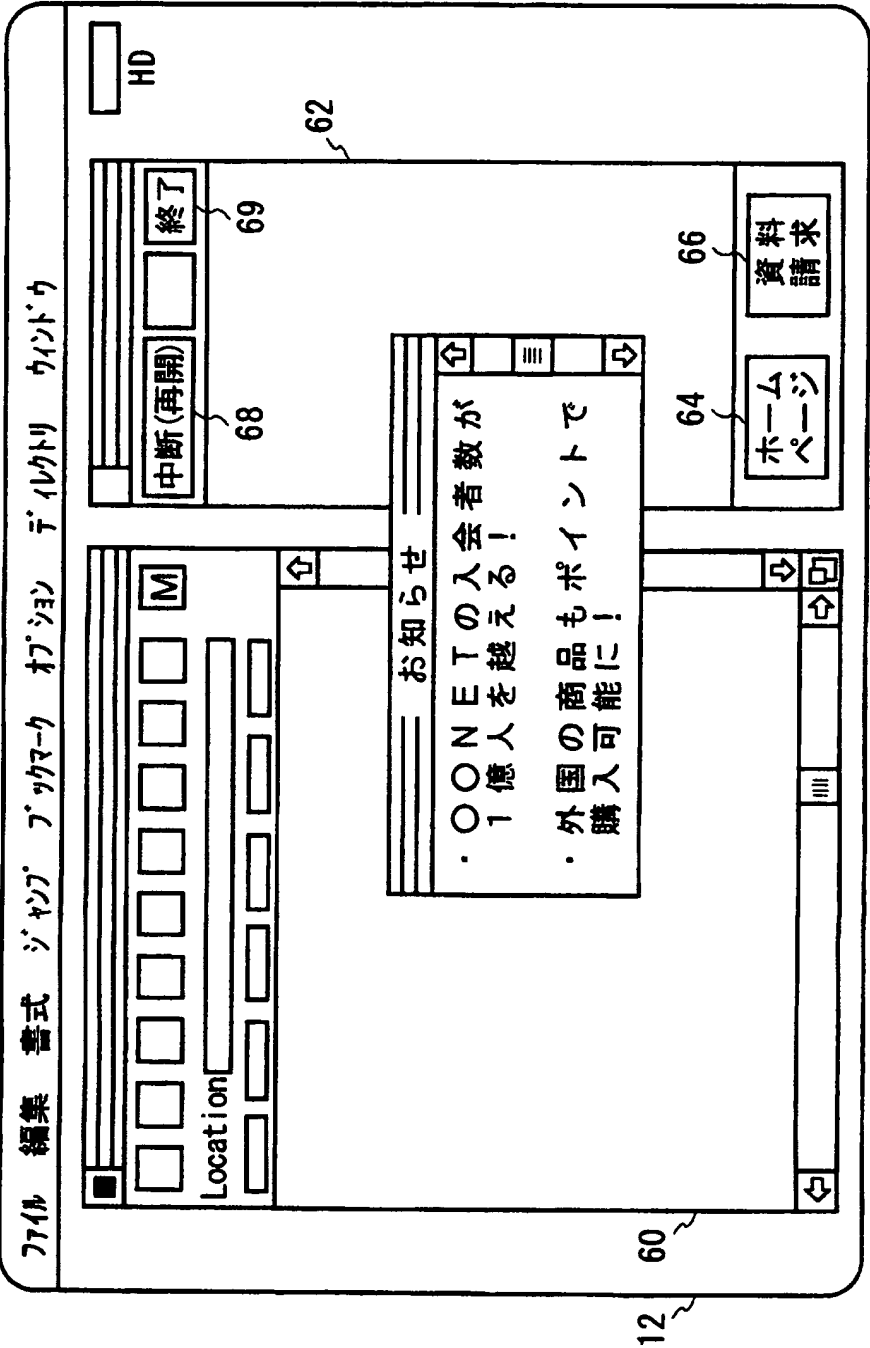 ファイル 編集 書式 ジャンプ ブックマーク オプション ディレクトリ ウィンドウ
HD
M
Location
中断(再開)
終了
68
69
62
お知らせ
・〇〇NETの入会者数が
1億人を越える!
・外国の商品もポイントで
購入可能に!
64
66
ホーム
ページ
資料
請求
60
12